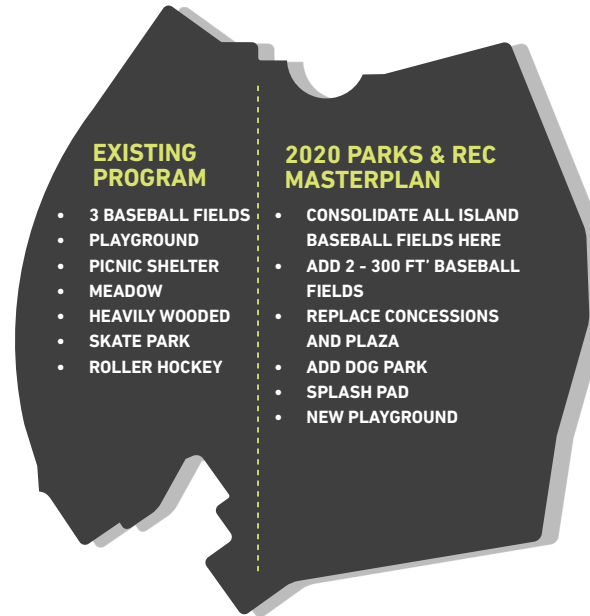 EXISTING
PROGRAM
• 3 BASEBALL FIELDS
• PLAYGROUND
• PICNIC SHELTER
• MEADOW
• HEAVILY WOODED
• SKATE PARK
• ROLLER HOCKEY
2020 PARKS & REC
MASTERPLAN
• CONSOLIDATE ALL ISLAND
BASEBALL FIELDS HERE
• ADD 2 - 300 FT’ BASEBALL
FIELDS
• REPLACE CONCESSIONS
AND PLAZA
• ADD DOG PARK
• SPLASH PAD
• NEW PLAYGROUND